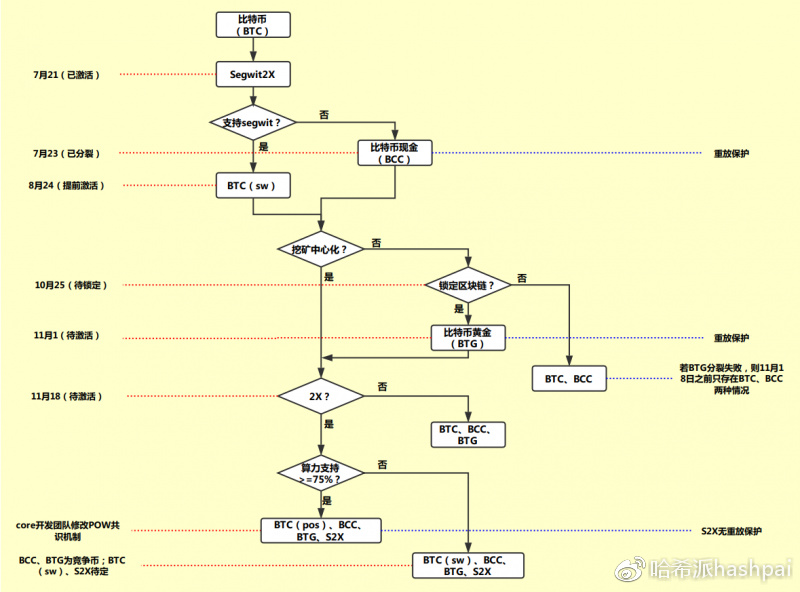 比特币
（BTC）
7月21（已激活）
Segwit2X
支持segwit？
否
是
7月23（已分裂）
比特币现金
（BCC）
重放保护
8月24（提前激活）
BTC（sw）
挖矿中心化？
否
是
10月25（待锁定）
锁定区块链？
否
是
11月1（待激活）
比特币黄金
（BTG）
重放保护
BTC、BCC
若BTG分裂失败，则11月1
8日之前只存在BTC、BCC
两种情况
11月18（待激活）
2X？
否
是
BTC、BCC、
BTG
算力支持
>=75%？
否
是
core开发团队修改POW共
识机制
BTC（pos）、BCC、
BTG、S2X
S2X无重放保护
BCC、BTG为竞争币；BTC
（sw）、S2X待定
BTC（sw）、BCC、
BTG、S2X
哈希派hashpai